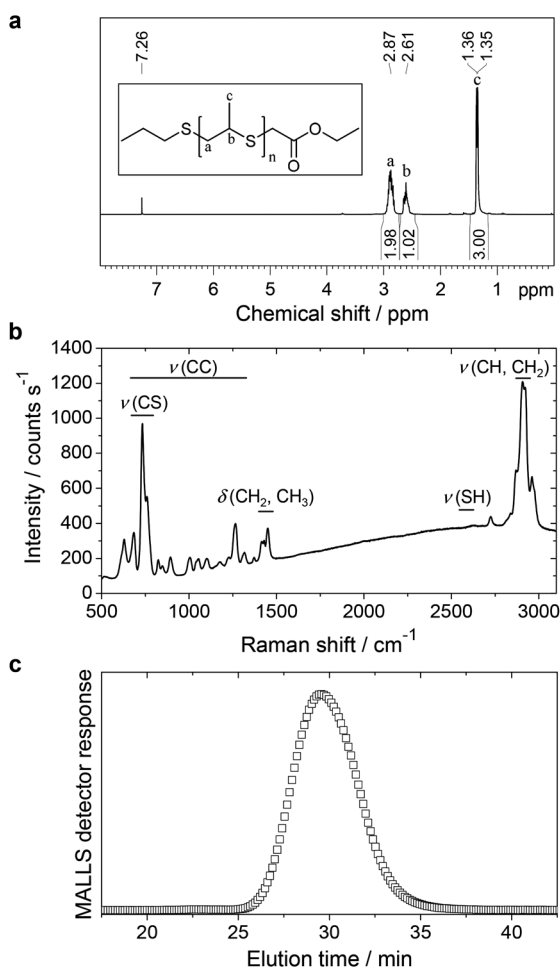 a
7.26
2.87
2.61
1.36
1.35
c
S
a
b
S
n
O
O
c
a
b
1.98
1.02
3.00
7 6 5 4 3 2 1 ppm
Chemical shift / ppm
b
1400
1200
1000
800
600
400
200
0
Intensity / counts s⁻¹
ν(CC)
ν(CS)
δ(CH₂, CH₃)
ν(SH)
ν(CH, CH₂)
500 1000 1500 2000 2500 3000
Raman shift / cm⁻¹
c
MALLS detector response
20 25 30 35 40
Elution time / min